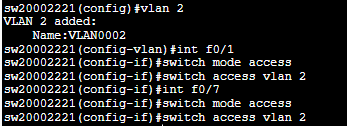 sw20002221(config)#vlan 2
VLAN 2 added:
    Name:VLAN0002
sw20002221(config-vlan)#int f0/1
sw20002221(config-if)#switch mode access
sw20002221(config-if)#switch access vlan 2
sw20002221(config-if)#int f0/7
sw20002221(config-if)#switch mode access
sw20002221(config-if)#switch access vlan 2